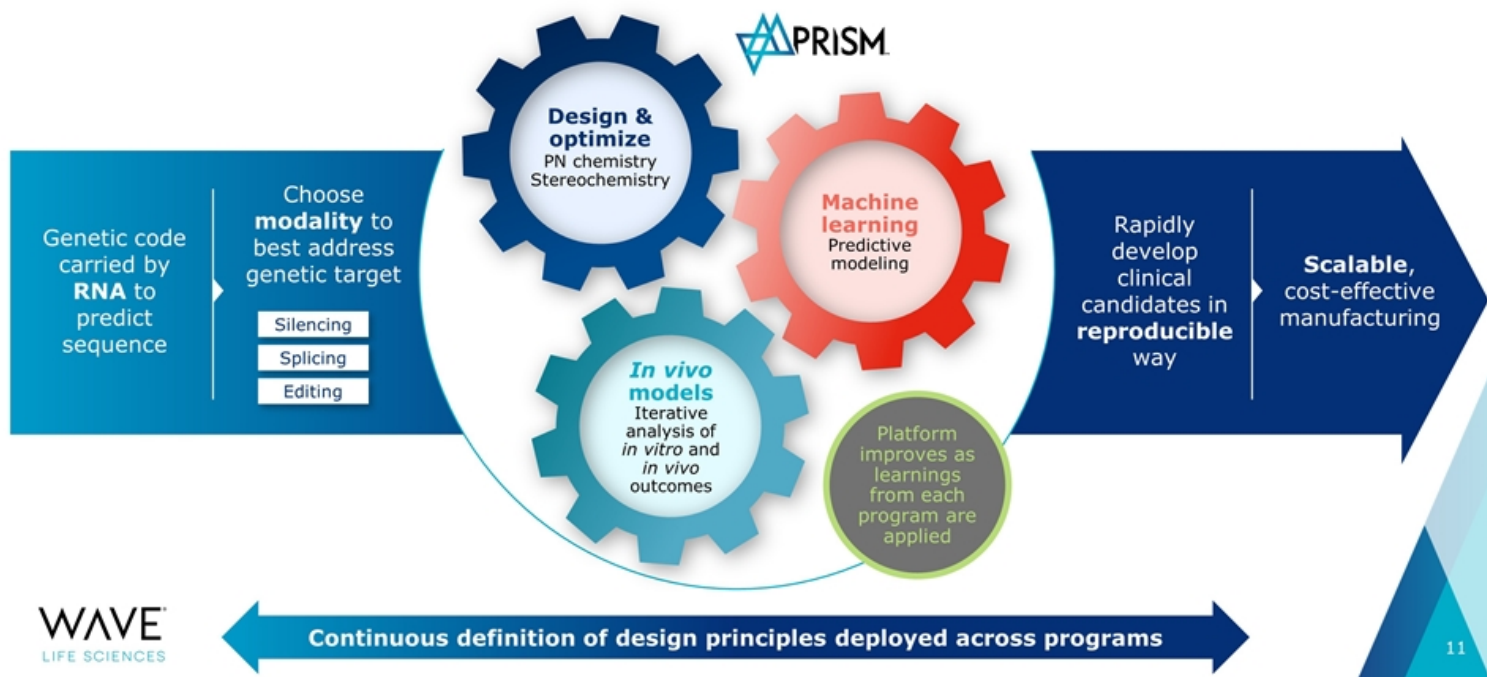 PRISM™
Genetic code
carried by
RNA to
predict
sequence
Choose
modality to
best address
genetic target
Silencing
Splicing
Editing
Design &
optimize
PN chemistry
Stereochemistry
Machine
learning
Predictive
modeling
In vivo
models
Iterative
analysis of
in vitro and
in vivo
outcomes
Platform
improves as
learnings
from each
program are
applied
Rapidly
develop
clinical
candidates in
reproducible
way
Scalable,
cost-effective
manufacturing
WAVE®
LIFE SCIENCES
Continuous definition of design principles deployed across programs
11